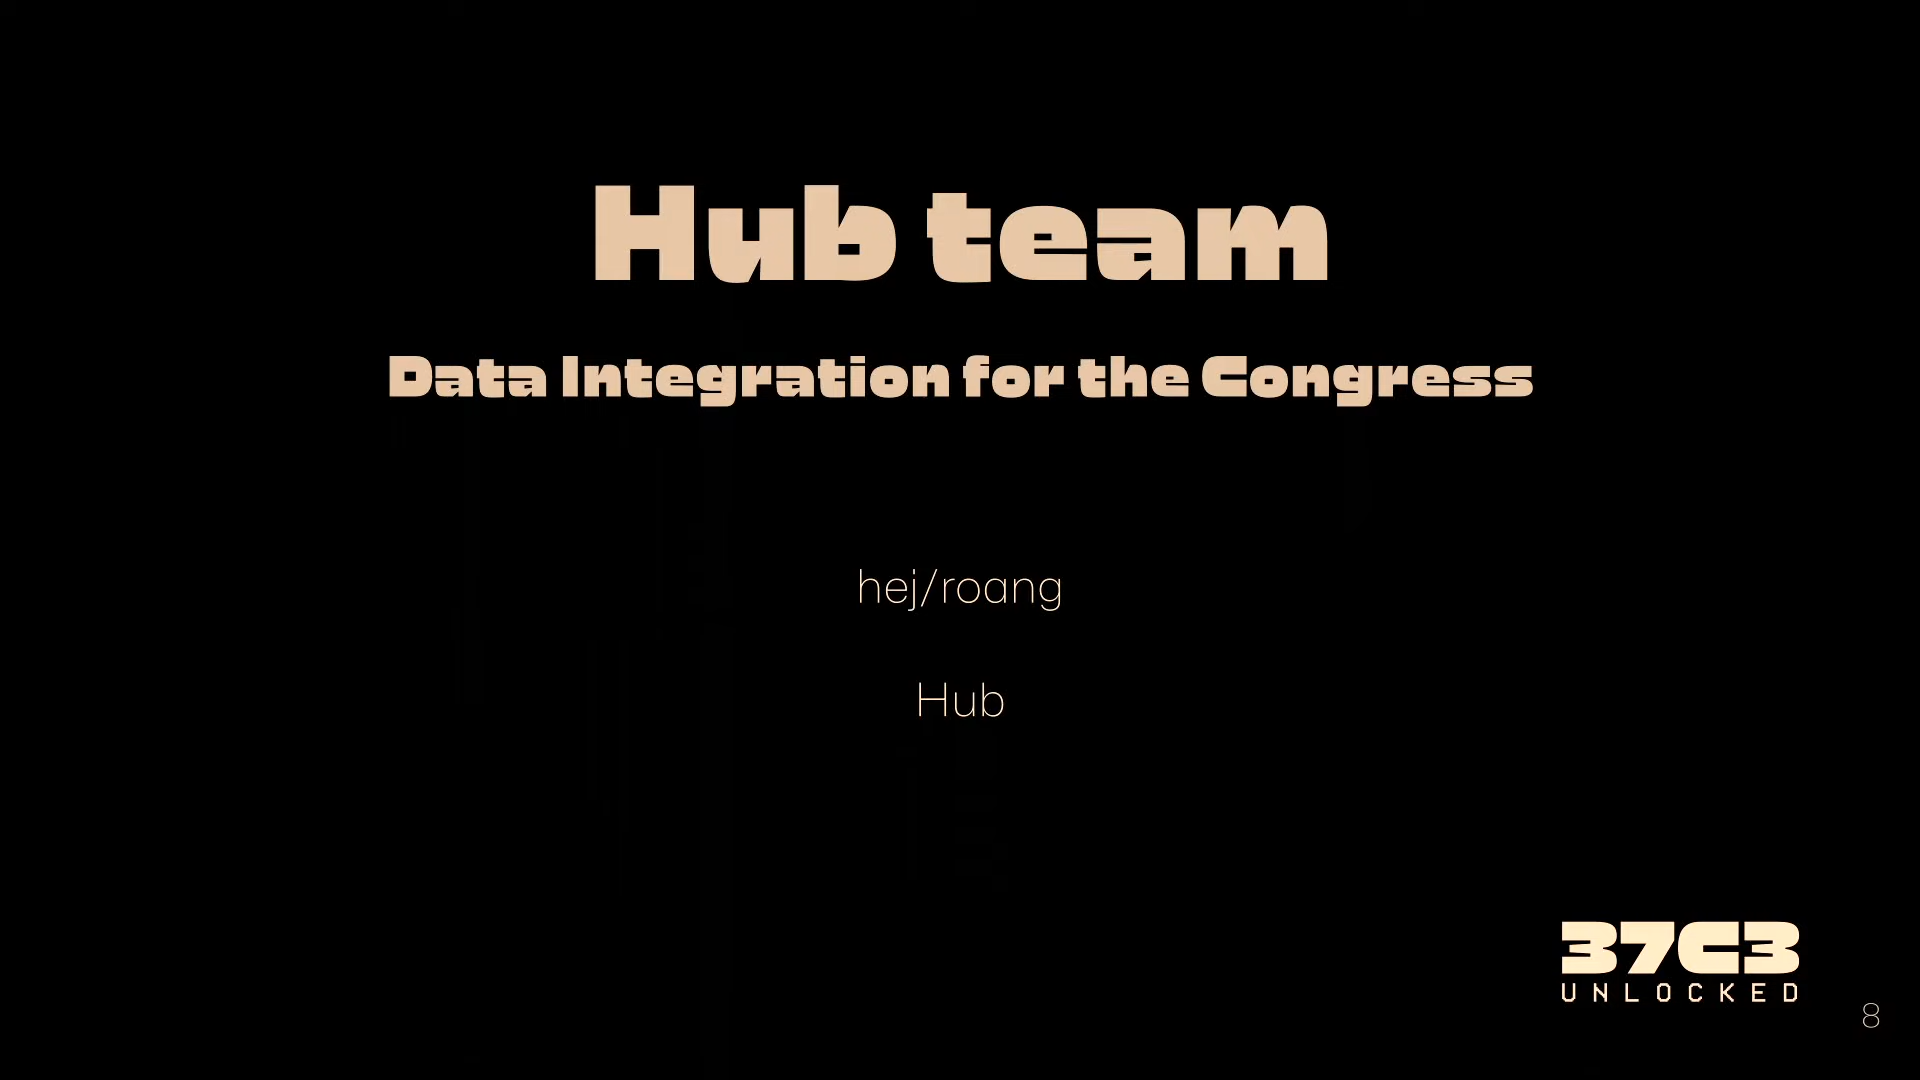 Hub team
Data Integration for the Congress
hej/roang
Hub
37C3
UNLOCKED
8